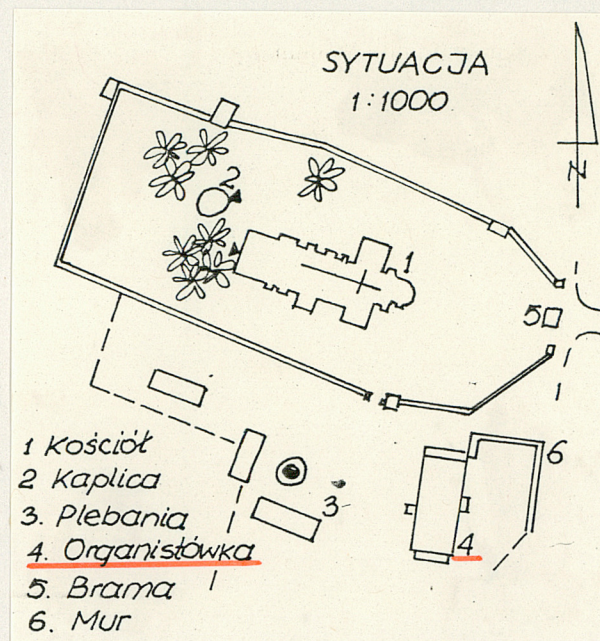 SYTUACJA
1:1000
N
2
1
5
6
3
4
1 Kościół
2 Kaplica
3. Plebania
4. Organistówka
5. Brama
6. Mur